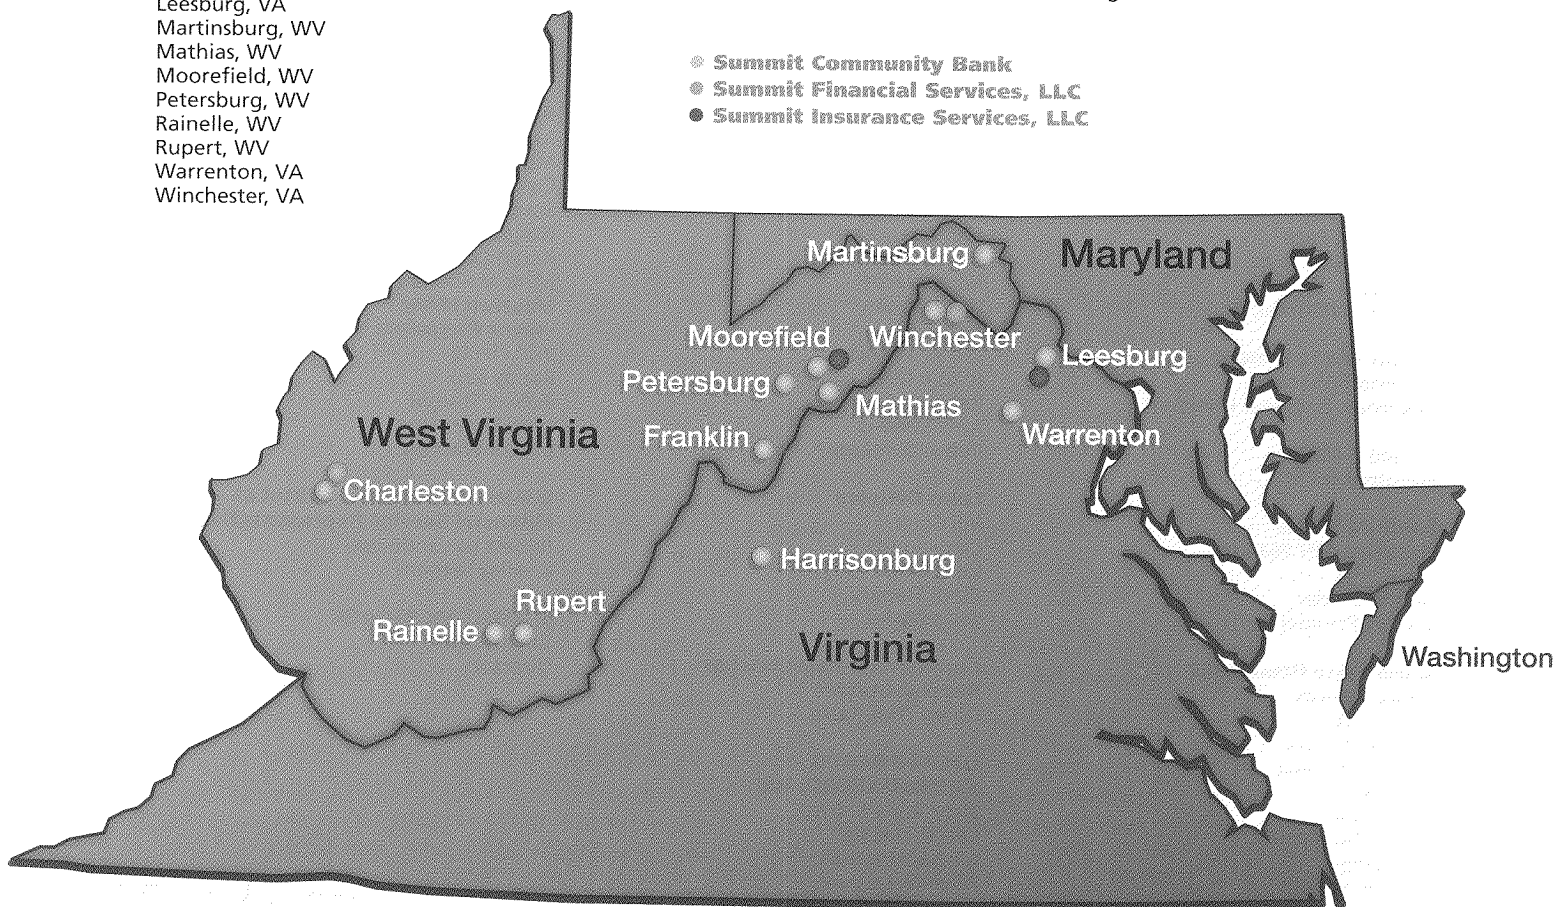 Leesburg, VA
Martinsburg, WV
Mathias, WV
Moorefield, WV
Petersburg, WV
Rainelle, WV
Rupert, WV
Warrenton, VA
Winchester, VA
Summit Community Bank
Summit Financial Services, LLC
Summit Insurance Services, LLC
Martinsburg
Maryland
Moorefield
Winchester
Leesburg
Petersburg
Mathias
West Virginia
Franklin
Warrenton
Charleston
Harrisonburg
Rupert
Rainelle
Virginia
Washington